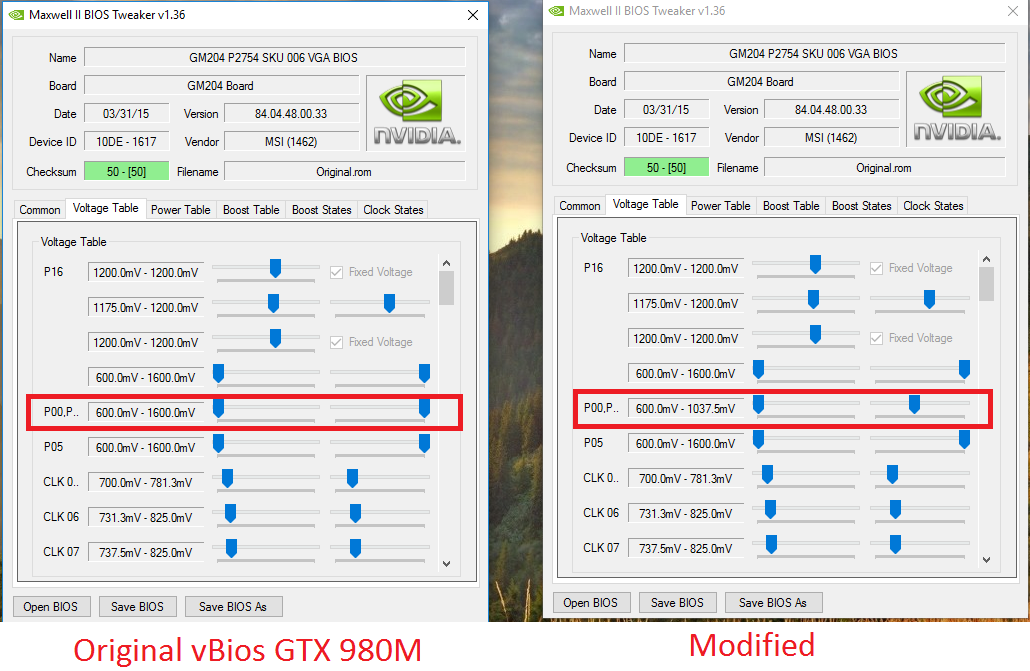 Maxwell II BIOS Tweaker v1.36
Name GM204 P2754 SKU 006 VGA BIOS
Board GM204 Board
Date 03/31/15 Version 84.04.48.00.33
Device ID 10DE - 1617 Vendor MSI (1462)
NVIDIA.
Checksum 50 - [50] Filename Original.rom
Common Voltage Table Power Table Boost Table Boost States Clock States
Voltage Table
P16 1200.0mV - 1200.0mV Fixed Voltage
1175.0mV - 1200.0mV
1200.0mV - 1200.0mV Fixed Voltage
600.0mV - 1600.0mV
P00,P.. 600.0mV - 1600.0mV
P05 600.0mV - 1600.0mV
CLK 0.. 700.0mV - 781.3mV
CLK 06 731.3mV - 825.0mV
CLK 07 737.5mV - 825.0mV
Open BIOS Save BIOS Save BIOS As
Original vBios GTX 980M
Maxwell II BIOS Tweaker v1.36
Name GM204 P2754 SKU 006 VGA BIOS
Board GM204 Board
Date 03/31/15 Version 84.04.48.00.33
Device ID 10DE - 1617 Vendor MSI (1462)
NVIDIA.
Checksum 50 - [50] Filename Original.rom
Common Voltage Table Power Table Boost Table Boost States Clock States
Voltage Table
P16 1200.0mV - 1200.0mV Fixed Voltage
1175.0mV - 1200.0mV
1200.0mV - 1200.0mV Fixed Voltage
600.0mV - 1600.0mV
P00,P.. 600.0mV - 1037.5mV
P05 600.0mV - 1600.0mV
CLK 0.. 700.0mV - 781.3mV
CLK 06 731.3mV - 825.0mV
CLK 07 737.5mV - 825.0mV
Open BIOS Save BIOS Save BIOS As
Modified